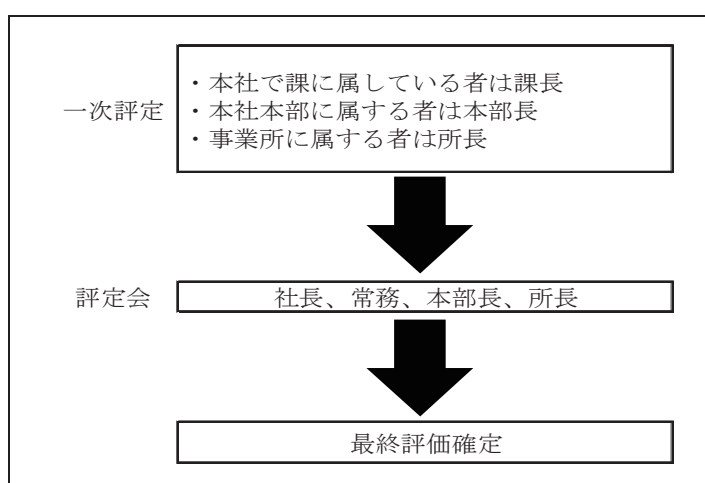 一次評定
・本社で課に属している者は課長
・本社本部に属する者は本部長
・事業所に属する者は所長
評定会
社長、常務、本部長、所長
最終評価確定